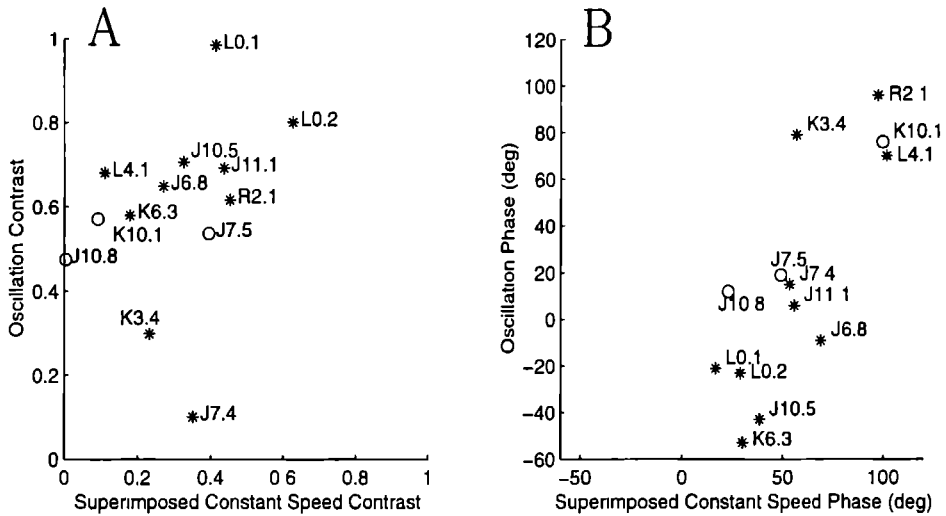 A
B
1
0.8
0.6
0.4
0.2
0
Oscillation Contrast
L0.1
L0.2
J10.5
L4.1
J11.1
J6.8
R2.1
K6.3
K10.1
J7.5
J10.8
K3.4
J7.4
0
0.2
0.4
0.6
0.8
1
Superimposed Constant Speed Contrast
120
100
80
60
40
20
0
−20
−40
−60
Oscillation Phase (deg)
R2 1
K3.4
K10.1
L4.1
J7.5
J7 4
J10 8
J11 1
J6.8
L0.1
L0.2
J10.5
K6.3
−50
0
50
100
Superimposed Constant Speed Phase (deg)